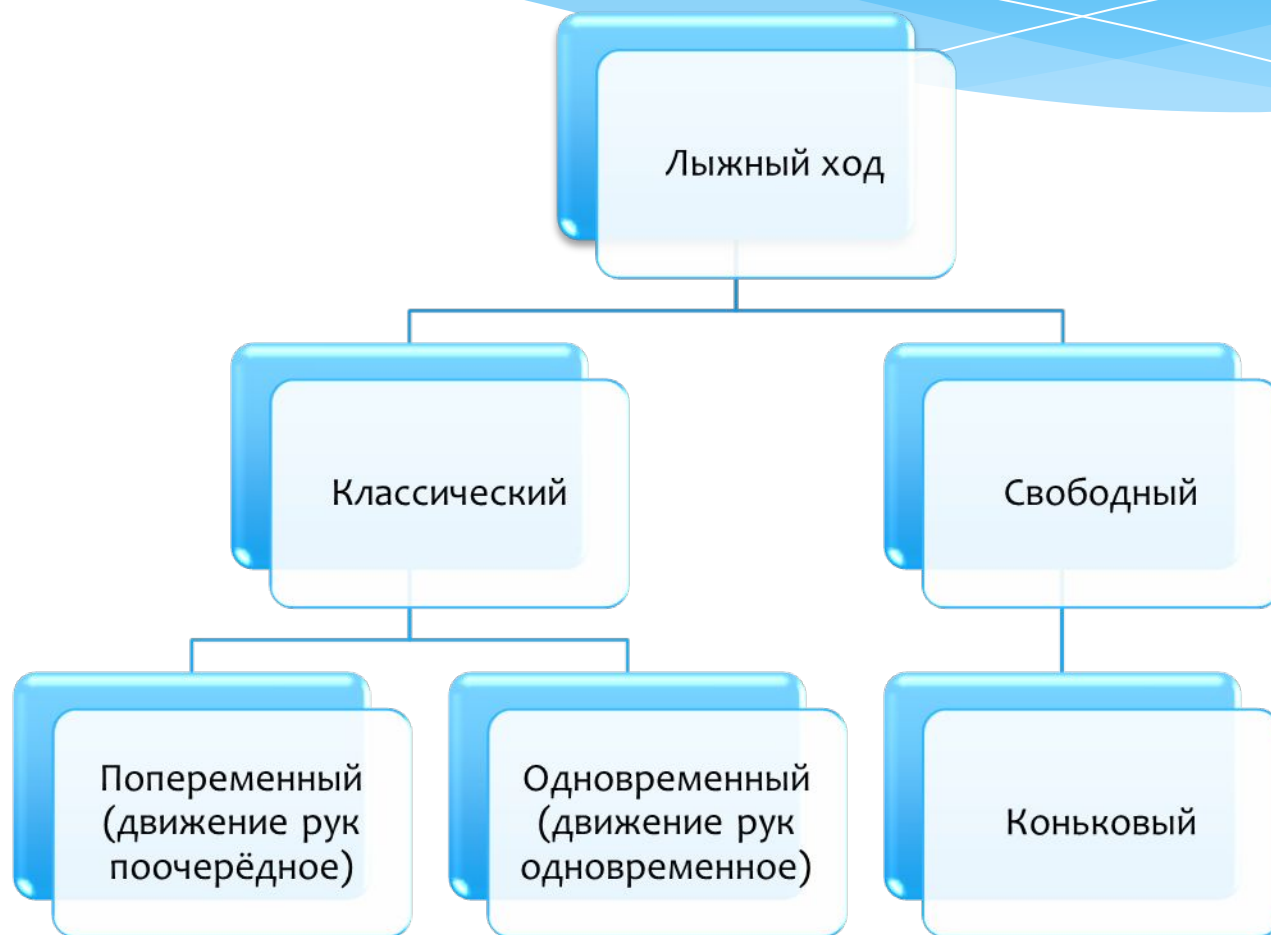 Лыжный ход
Классический
Свободный
Попеременный
(движение рук
поочерёдное)
Одновременный
(движение рук
одновременное)
Коньковый